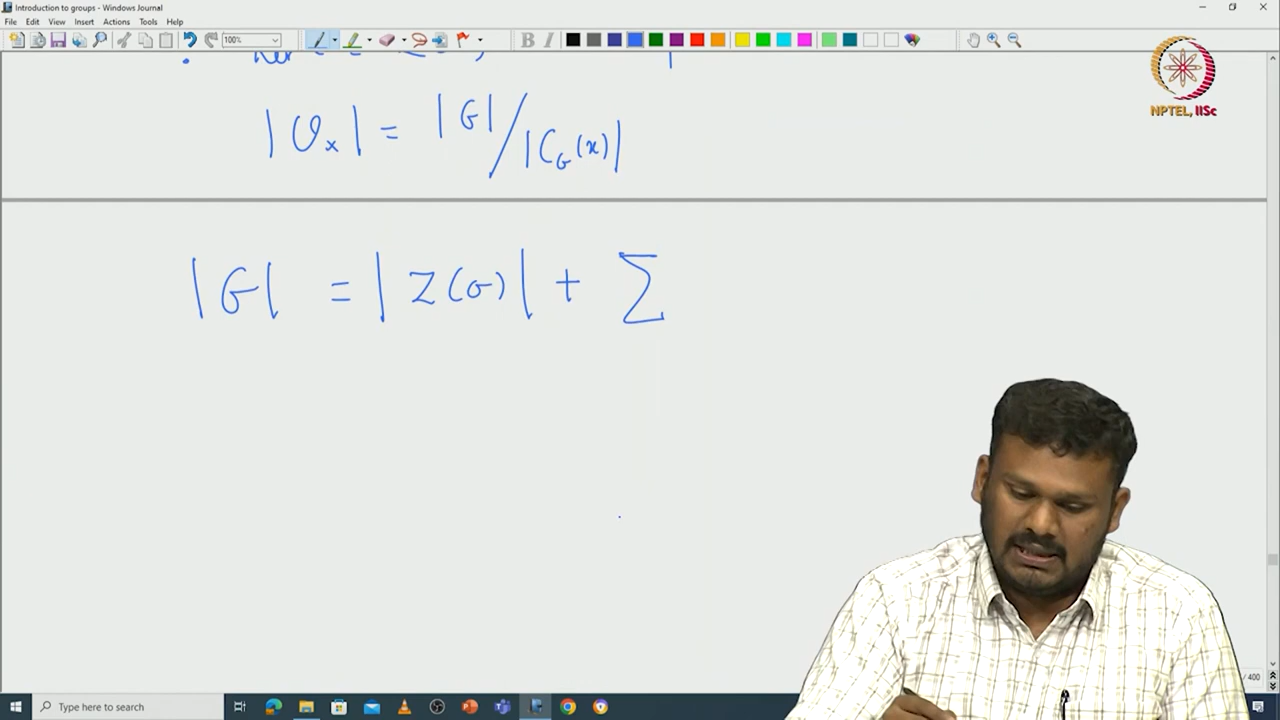 Introduction to groups - Windows Journal
File Edit View Insert Actions Tools Help
100%
B I
NPTEL, IISc
|O_x| = |G| / |C_G(x)|
|G| = |Z(G)| + Σ
/ 400
Type here to search